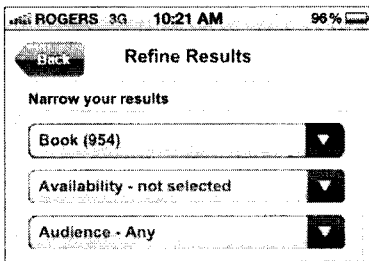 ROGERS 3G 10:21 AM 96%
Back Refine Results
Narrow your results
Book (954)
Availability - not selected
Audience - Any